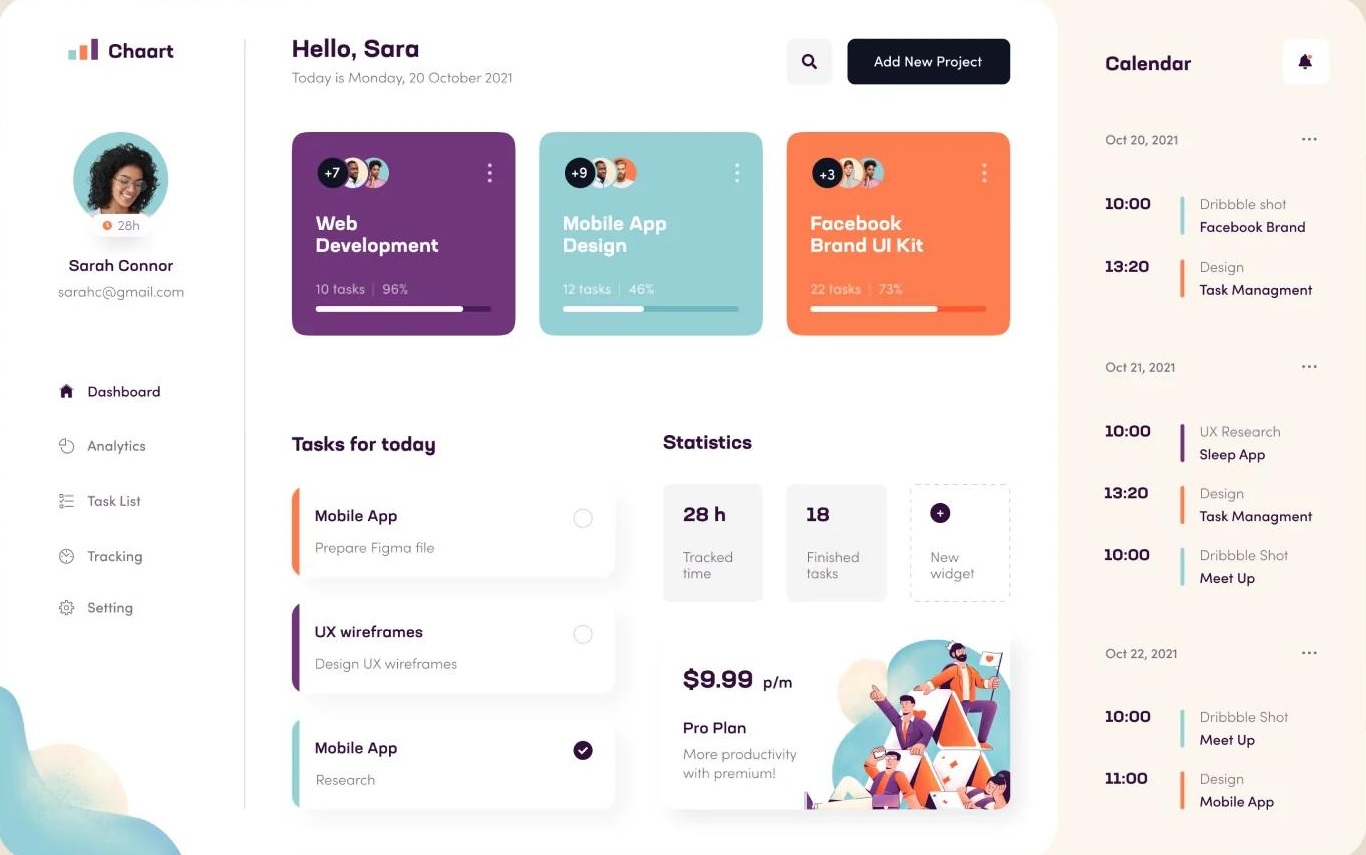 Chaart
28h
Sarah Connor
sarahc@gmail.com
Dashboard
Analytics
Task List
Tracking
Setting
Hello, Sara
Today is Monday, 20 October 2021
Add New Project
+7
Web
Development
10 tasks | 96%
+9
Mobile App
Design
12 tasks | 46%
+3
Facebook
Brand UI Kit
22 tasks | 73%
Tasks for today
Mobile App
Prepare Figma file
UX wireframes
Design UX wireframes
Mobile App
Research
Statistics
28 h
Tracked
time
18
Finished
tasks
New
widget
$9.99 p/m
Pro Plan
More productivity
with premium!
Calendar
Oct 20, 2021
10:00 Dribbble shot
Facebook Brand
13:20 Design
Task Managment
Oct 21, 2021
10:00 UX Research
Sleep App
13:20 Design
Task Managment
10:00 Dribbble Shot
Meet Up
Oct 22, 2021
10:00 Dribbble Shot
Meet Up
11:00 Design
Mobile App